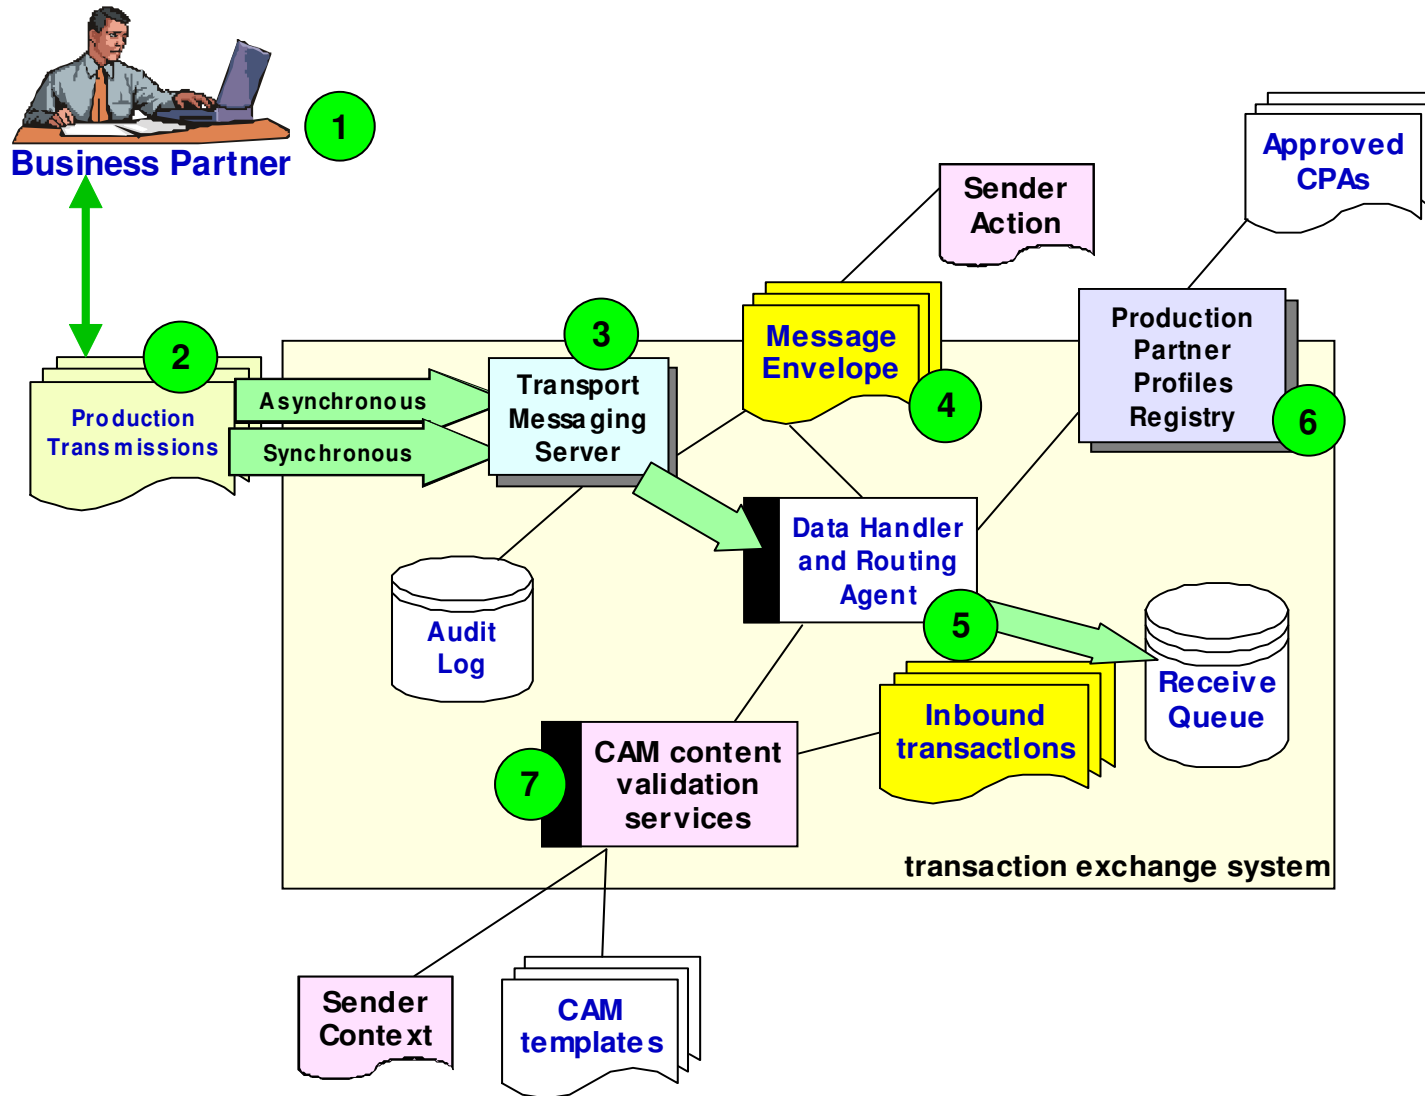 1
Business Partner
Approved
CPAs
Sender
Action
2
3
Message
Envelope
4
Production
Partner
Profiles
Registry
6
Production
Transmissions
Asynchronous
Synchronous
Transport
Messaging
Server
Data Handler
and Routing
Agent
5
Audit
Log
Receive
Queue
Inbound
transactIons
7
CAM content
validation
services
transaction exchange system
Sender
Context
CAM
templates